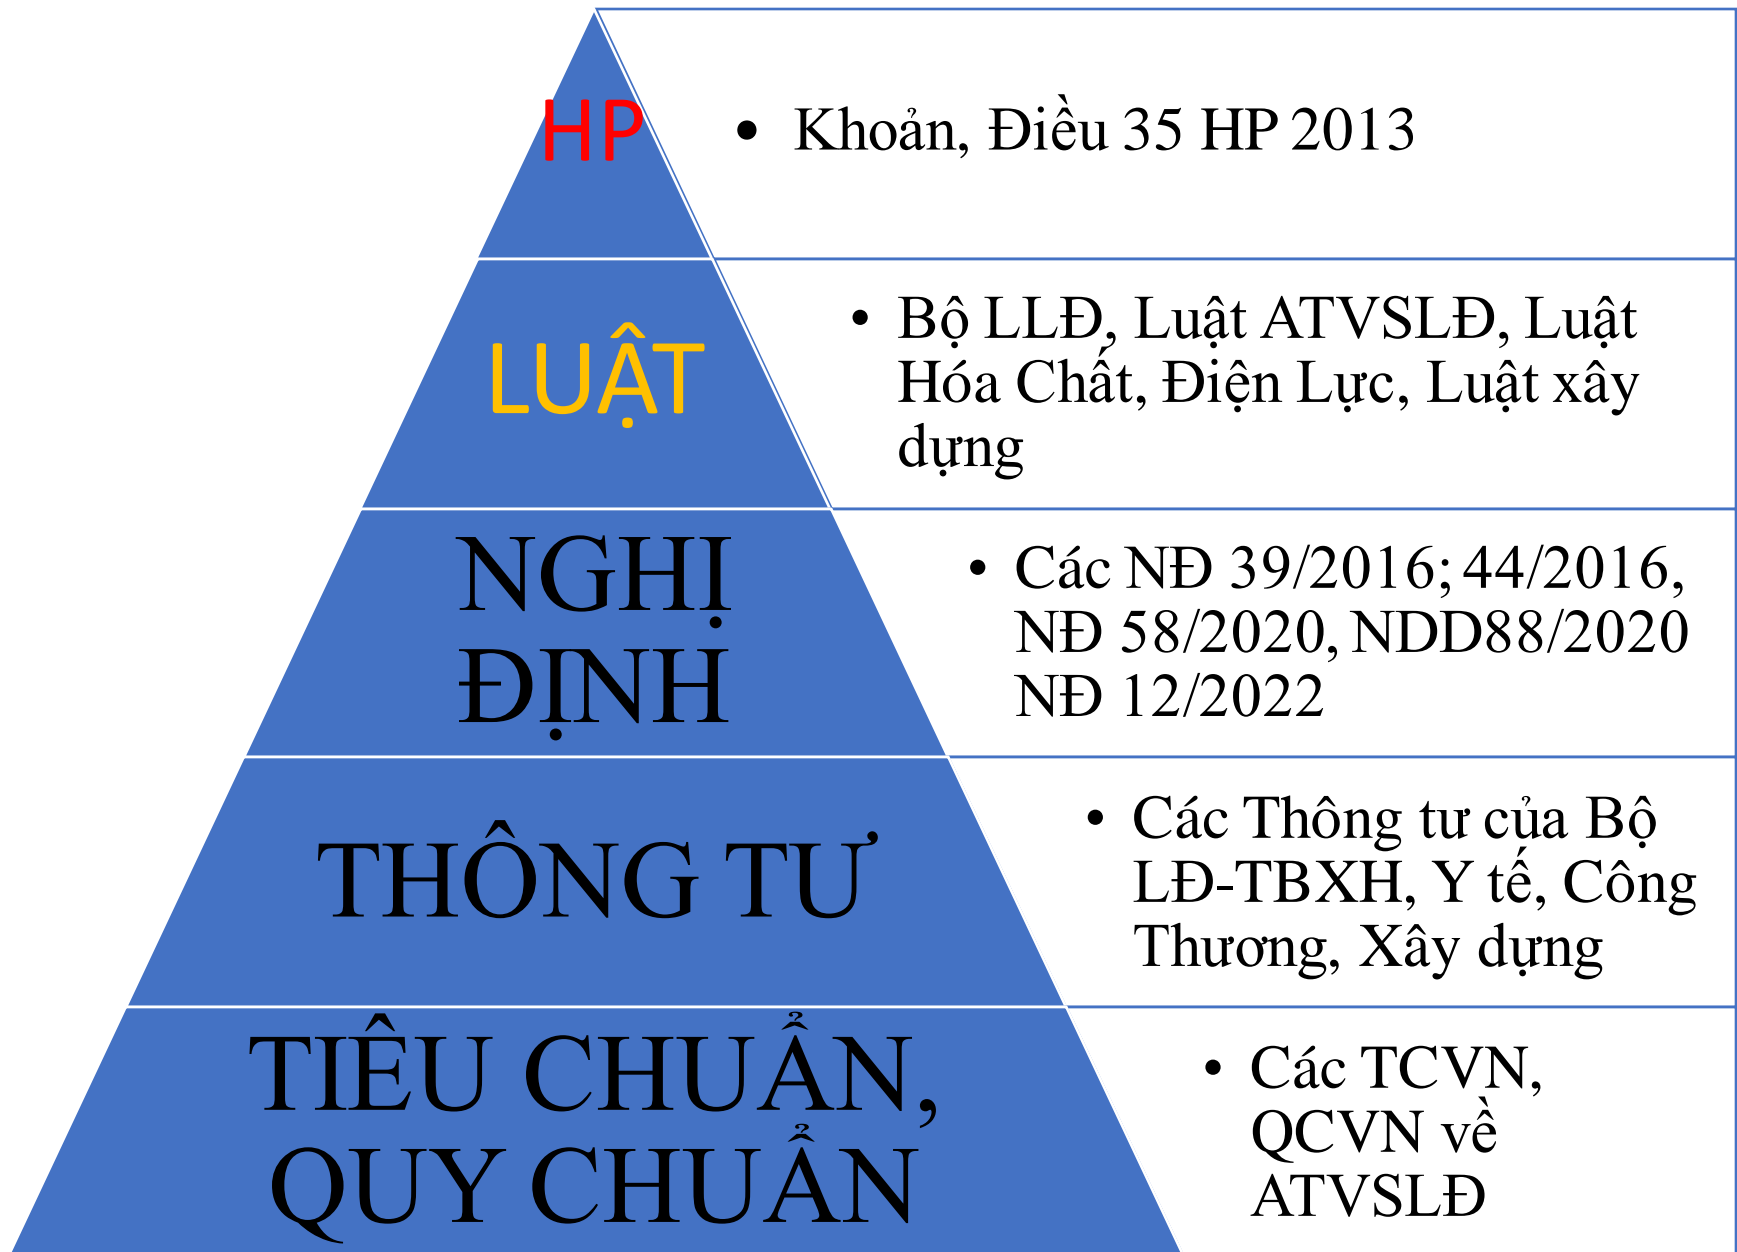 HP
• Khoản, Điều 35 HP 2013
LUẬT
• Bộ LLĐ, Luật ATVSLĐ, Luật
Hóa Chất, Điện Lực, Luật xây
dựng
NGHỊ
ĐỊNH
• Các NĐ 39/2016; 44/2016,
NĐ 58/2020, NDD88/2020
NĐ 12/2022
THÔNG TƯ
• Các Thông tư của Bộ
LĐ-TBXH, Y tế, Công
Thương, Xây dựng
TIÊU CHUẨN,
QUY CHUẨN
• Các TCVN,
QCVN về
ATVSLĐ